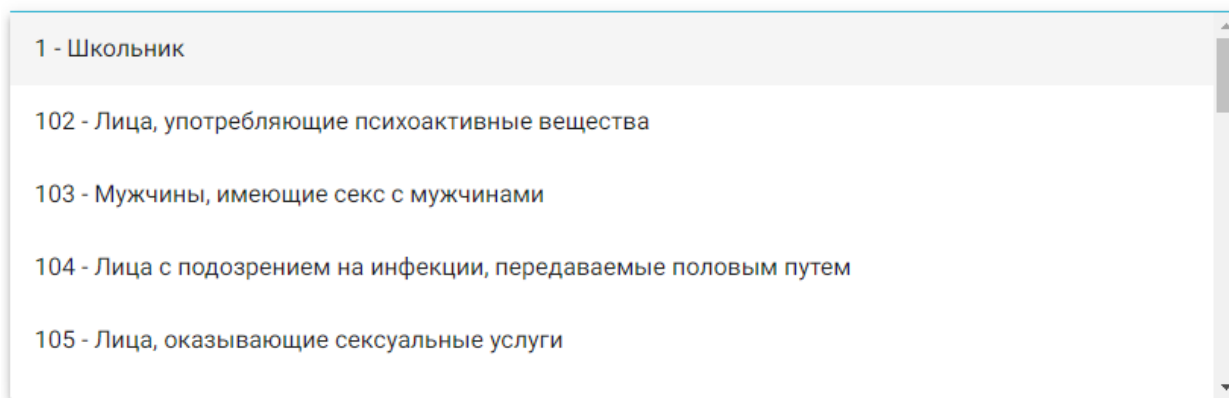 1 - Школьник
102 - Лица, употребляющие психоактивные вещества
103 - Мужчины, имеющие секс с мужчинами
104 - Лица с подозрением на инфекции, передаваемые половым путем
105 - Лица, оказывающие сексуальные услуги